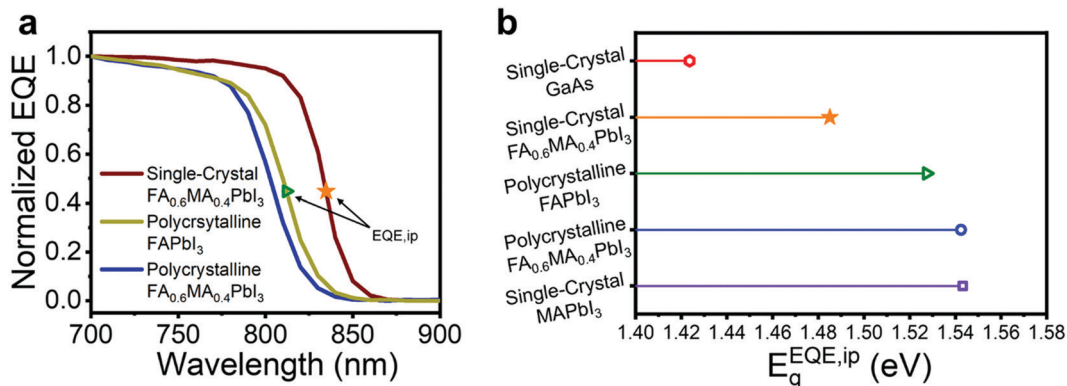 a
Normalized EQE
1.0
0.8
0.6
0.4
0.2
0.0
700
750
800
850
900
Wavelength (nm)
Single-Crystal
FA₀.₆MA₀.₄PbI₃
Polycrsytalline
FAPbI₃
Polycrystalline
FA₀.₆MA₀.₄PbI₃
EQE,ip
b
Single-Crystal
GaAs
Single-Crystal
FA₀.₆MA₀.₄PbI₃
Polycrystalline
FAPbI₃
Polycrystalline
FA₀.₆MA₀.₄PbI₃
Single-Crystal
MAPbI₃
1.40
1.42
1.44
1.46
1.48
1.50
1.52
1.54
1.56
1.58
E_g^EQE,ip (eV)